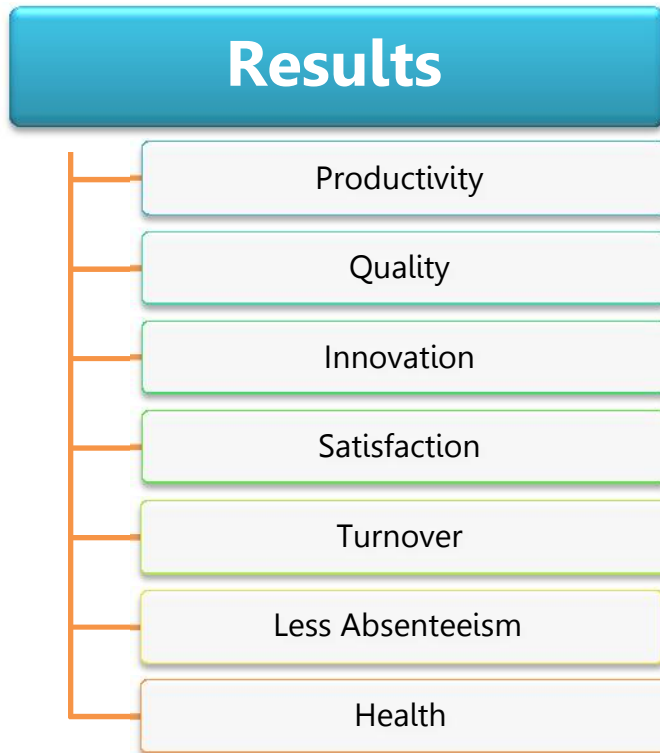 Results
Productivity
Quality
Innovation
Satisfaction
Turnover
Less Absenteeism
Health